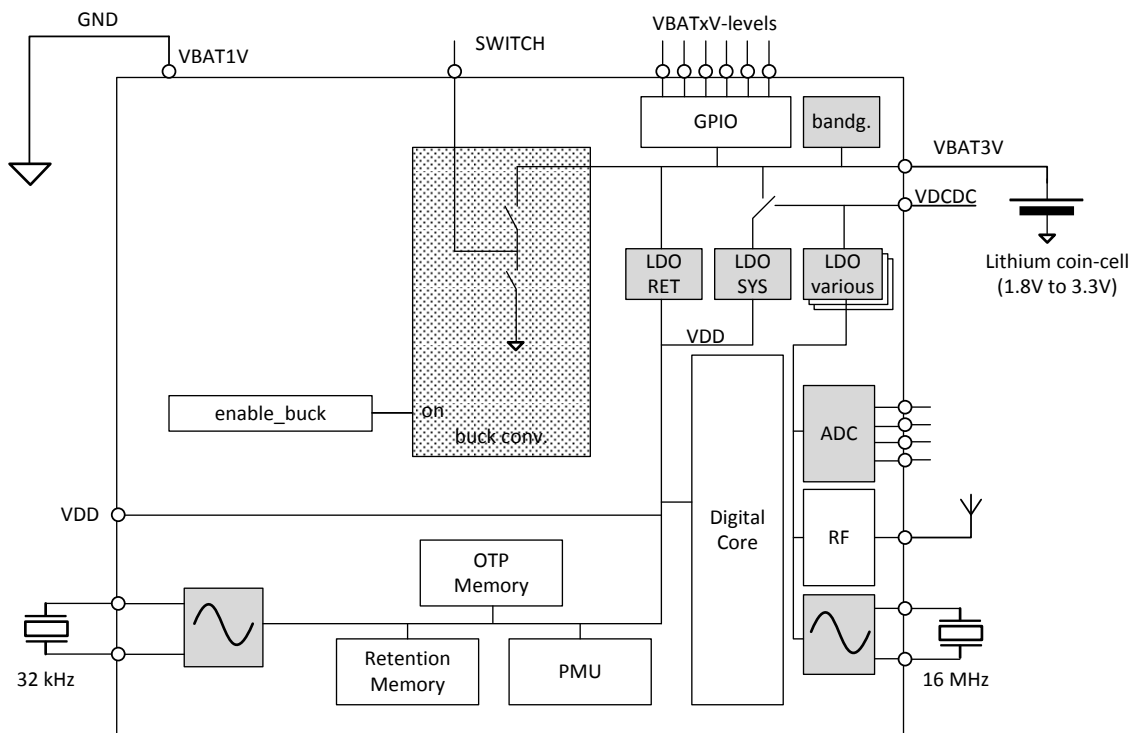 GND
VBATxV-levels
SWITCH
VBAT1V
GPIO
bandg.
VBAT3V
VDCDC
LDO
RET
LDO
SYS
LDO
various
Lithium coin-cell
(1.8V to 3.3V)
VDD
enable_buck
on
buck conv.
ADC
VDD
Digital
Core
RF
OTP
Memory
Retention
Memory
PMU
32 kHz
16 MHz